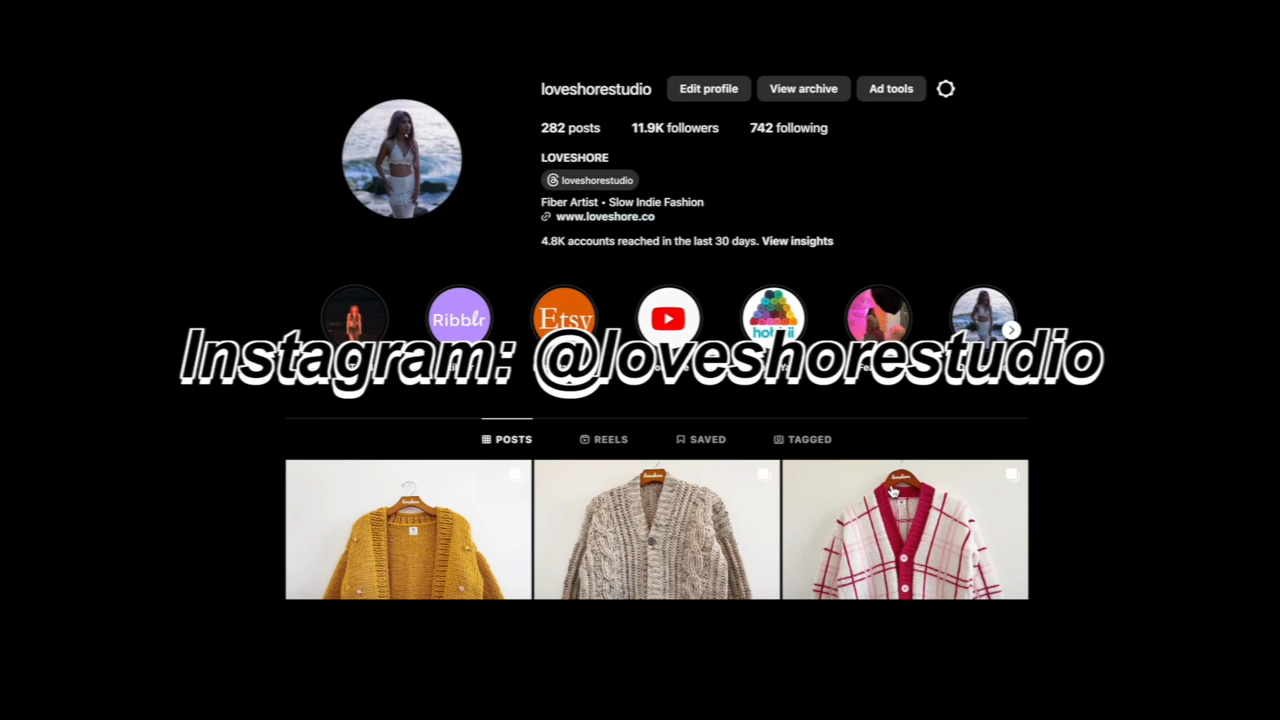 loveshorestudio Edit profile View archive Ad tools
282 posts 11.9K followers 742 following
LOVESHORE
loveshorestudio
Fiber Artist • Slow Indie Fashion
www.loveshore.co
4.8K accounts reached in the last 30 days. View insights
Ribblr Etsy
Instagram: @loveshorestudio
POSTS REELS SAVED TAGGED